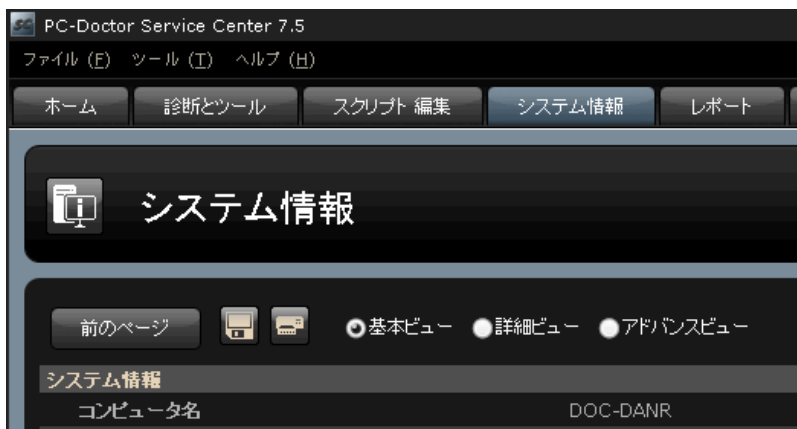 PC-Doctor Service Center 7.5
ファイル (F) ツール (T) ヘルプ (H)
ホーム 診断とツール スクリプト 編集 システム情報 レポート
システム情報
前のページ 基本ビュー 詳細ビュー アドバンスビュー
システム情報
コンピュータ名 DOC-DANR